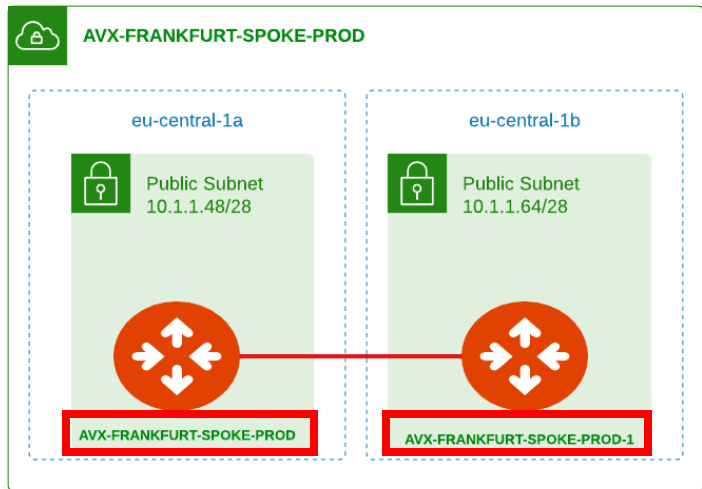 AVX-FRANKFURT-SPOKE-PROD
eu-central-1a
Public Subnet
10.1.1.48/28
AVX-FRANKFURT-SPOKE-PROD
eu-central-1b
Public Subnet
10.1.1.64/28
AVX-FRANKFURT-SPOKE-PROD-1